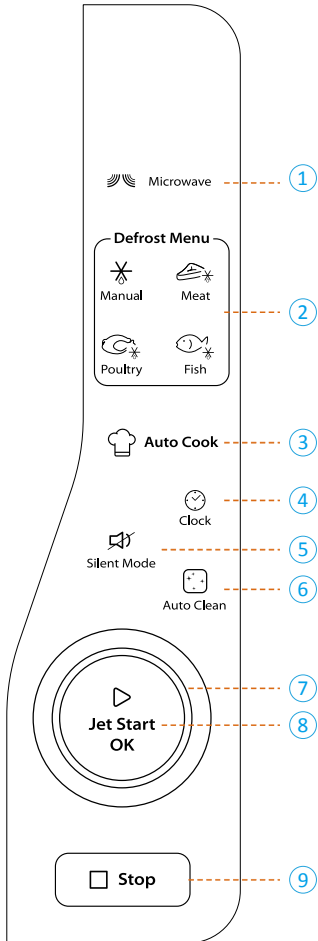 Microwave
1
Defrost Menu
Manual
Meat
2
Poultry
Fish
Auto Cook
3
Clock
4
Silent Mode
5
Auto Clean
6
7
Jet Start
8
OK
Stop
9